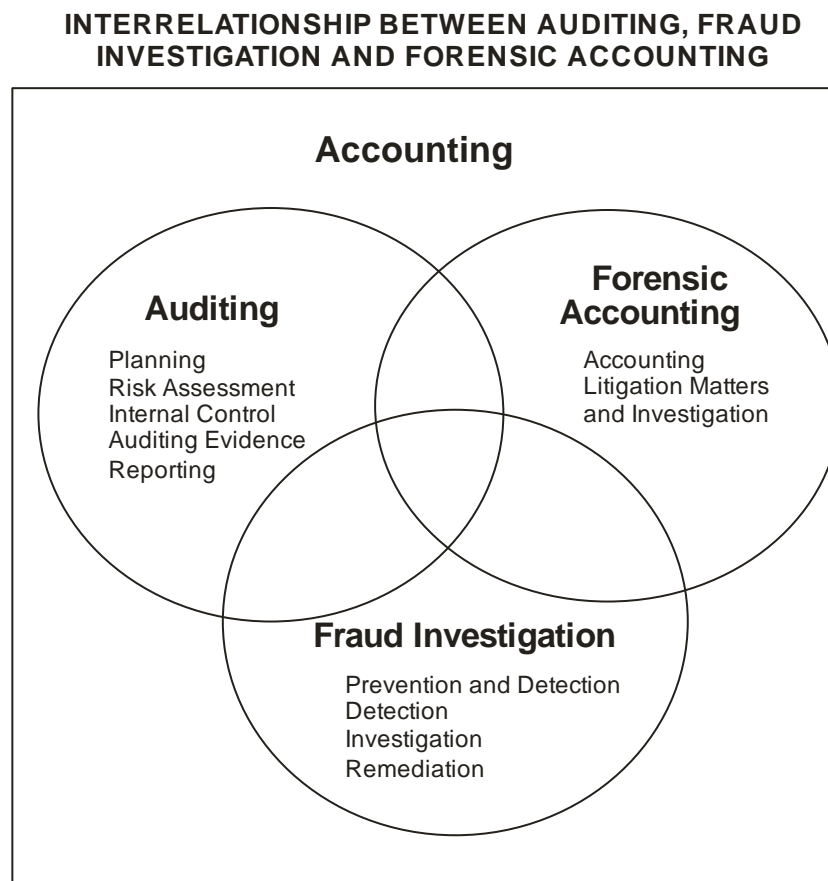 INTERRELATIONSHIP BETWEEN AUDITING, FRAUD
INVESTIGATION AND FORENSIC ACCOUNTING
Accounting
Auditing
Planning
Risk Assessment
Internal Control
Auditing Evidence
Reporting
Forensic
Accounting
Accounting
Litigation Matters
and Investigation
Fraud Investigation
Prevention and Detection
Detection
Investigation
Remediation